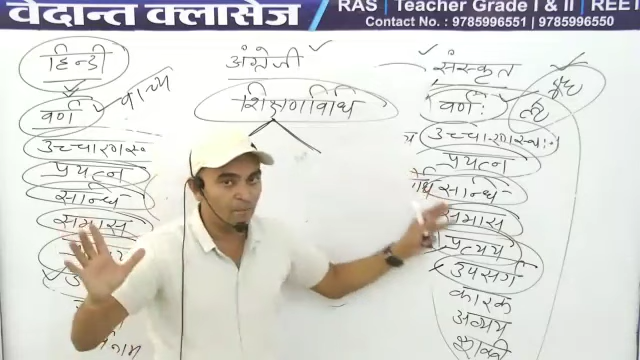 वेदान्त क्लासेज
RAS | Teacher Grade I & II | REET
Contact No. : 9785996551 | 9785996550
हिन्दी
वर्ण
वाच्य
उच्चारणस्
प्रयत्न
सन्धि
समास
अंग्रेजी
शिक्षणविधि
संस्कृत
वर्णः
उच्चारणस्थानः
प्रयत्न
सन्धि
समास
प्रत्यय
उपसर्ग
कारक
अव्यय